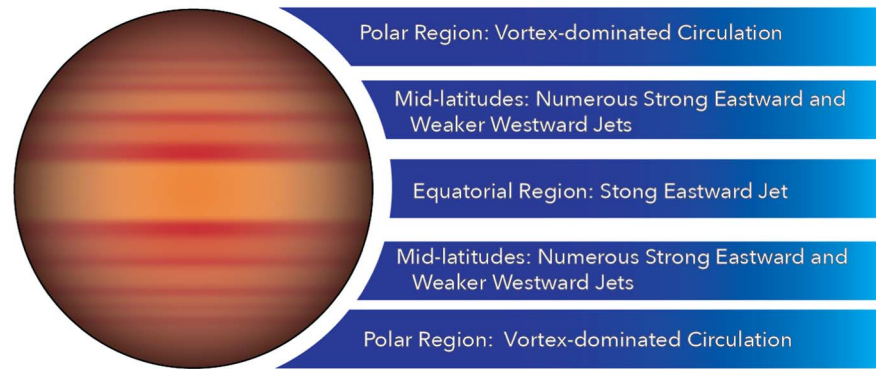 Polar Region: Vortex-dominated Circulation
Mid-latitudes: Numerous Strong Eastward and
Weaker Westward Jets
Equatorial Region: Stong Eastward Jet
Mid-latitudes: Numerous Strong Eastward and
Weaker Westward Jets
Polar Region: Vortex-dominated Circulation